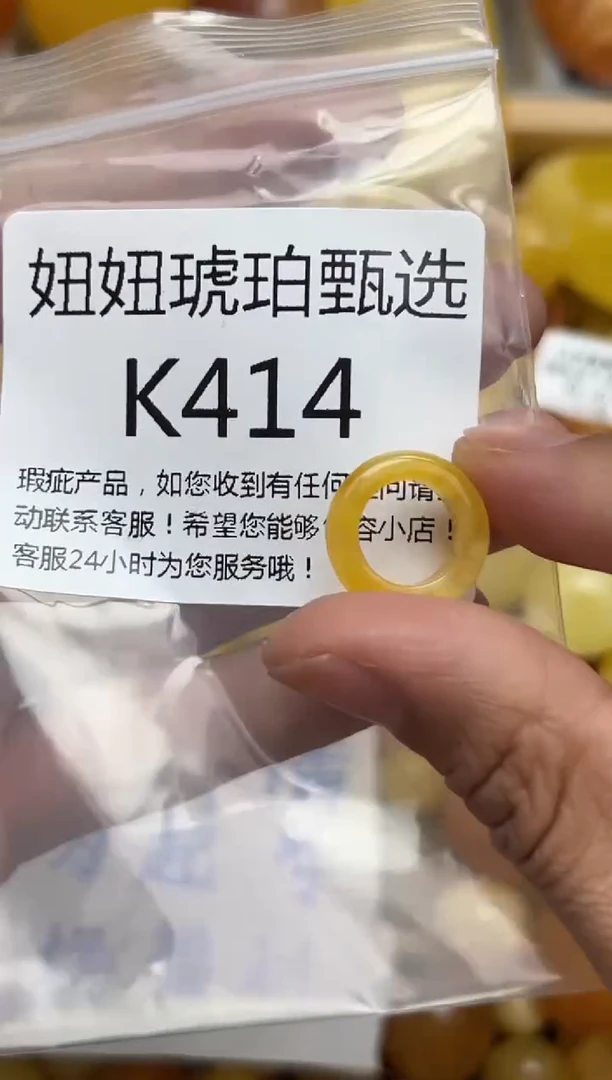 妞妞琥珀甄选
K414
瑕疵产品，如您收到有任何 问请
动联系客服！希望您能够 容小店！
客服24小时为您服务哦！